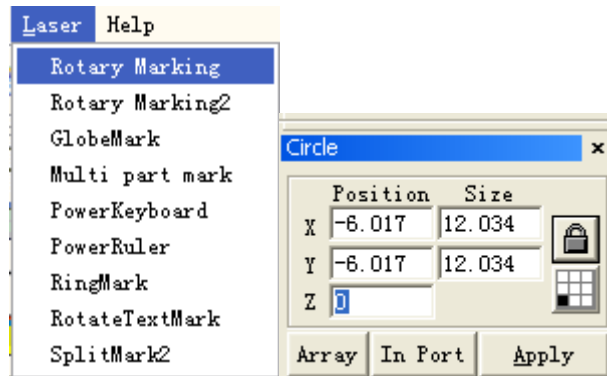 Laser Help
Rotary Marking
Rotary Marking2
GlobeMark
Multi part mark
PowerKeyboard
PowerRuler
RingMark
RotateTextMark
SplitMark2
Circle
Position Size
X -6.017 12.034
Y -6.017 12.034
Z 0
Array In Port Apply